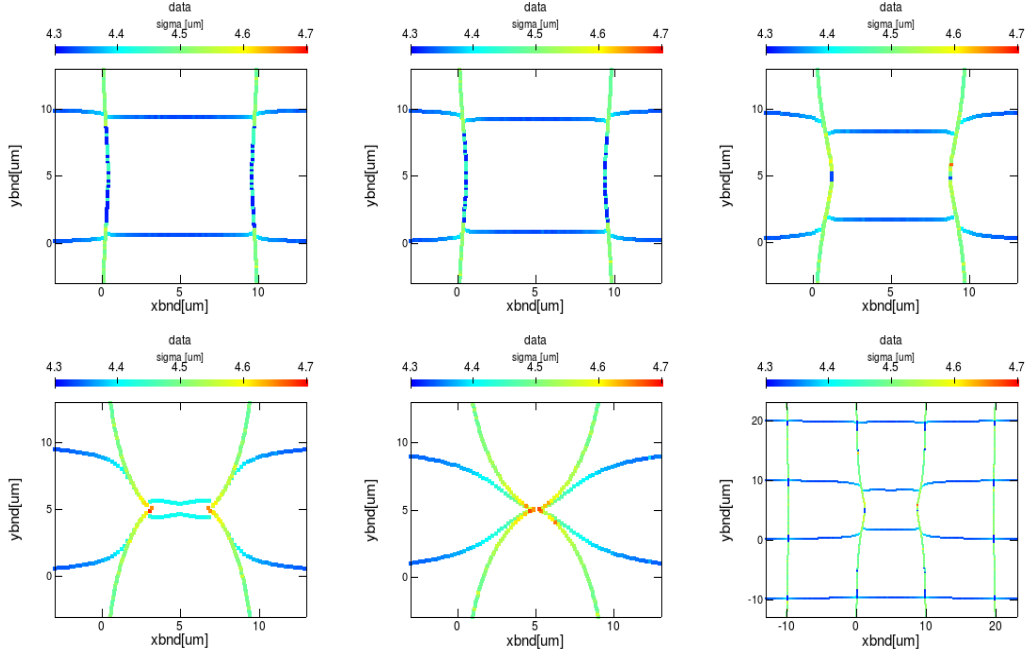 data data data
sigma [um] sigma [um] sigma [um]
4.3 4.4 4.5 4.6 4.7 4.3 4.4 4.5 4.6 4.7 4.3 4.4 4.5 4.6 4.7
10 10 10
ybnd[um] ybnd[um] ybnd[um]
5 5 5
0 0 0
0 5 10 0 5 10 0 5 10
xbnd[um] xbnd[um] xbnd[um]
data data data
sigma [um] sigma [um] sigma [um]
4.3 4.4 4.5 4.6 4.7 4.3 4.4 4.5 4.6 4.7 4.3 4.4 4.5 4.6 4.7
20
10 10 10
ybnd[um] ybnd[um] ybnd[um]
5 5
0 0 0
-10
0 5 10 0 5 10 -10 0 10 20
xbnd[um] xbnd[um] xbnd[um]